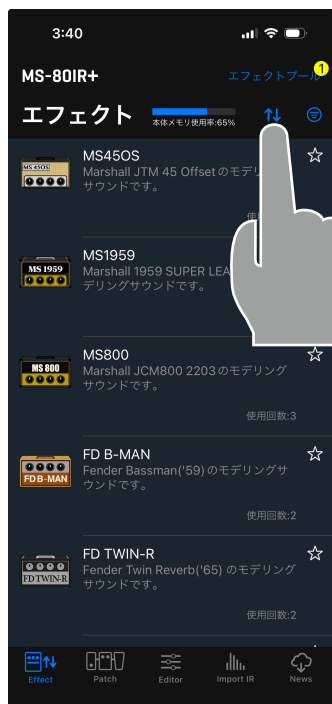 3:40
MS-80IR+
エフェクトプール
1
エフェクト
本体メモリ使用率:65%
MS45OS
MS45OS
Marshall JTM 45 Offsetのモデリ
サウンドです。
MS 1959
MS1959
Marshall 1959 SUPER LEA
デリングサウンドです。
MS 800
MS800
Marshall JCM800 2203のモデリング
サウンドです。
使用回数:3
FD B-MAN
FD B-MAN
Fender Bassman('59)のモデリングサ
ウンドです。
使用回数:2
FD TWIN-R
FD TWIN-R
Fender Twin Reverb('65) のモデリング
サウンドです。
使用回数:2
Effect
Patch
Editor
Import IR
News